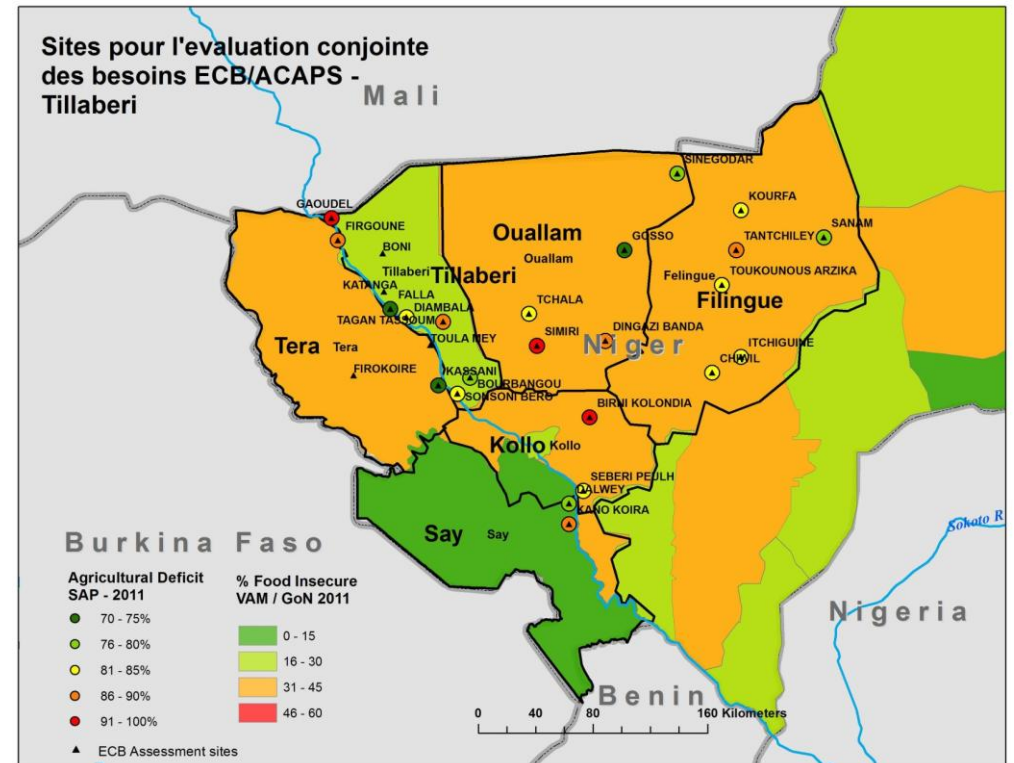 Sites pour l'evaluation conjointe
des besoins ECB/ACAPS -
Tillaberi
Mali
SINEGODAR
KOURFA
GAOUDEL
FIRGOUNE
SANAM
TANTCHILEY
GOSSO
Ouallam
BONI
Ouallam
Tillaberi
Tillaberi
Felingue
TOUKOUNOUS ARZIKA
KATANGA
FALLA
TCHALA
Filingue
DIAMBALA
TAGAN TASSOUM
DINGAZI BANDA
SIMIRI
TOULA MEY
Tera
Tera
Niger
ITCHIGUINE
FIROKOIRE
KASSANI
BOURBANGOU
SONSONI BERO
BIRNI KOLONDIA
Kollo
Kollo
SEBERI PEULH
KANO KOIRA
Say
Say
Sokoto R
Burkina Faso
Nigeria
Benin
Agricultural Deficit
SAP - 2011
70 - 75%
76 - 80%
81 - 85%
86 - 90%
91 - 100%
ECB Assessment sites
% Food Insecure
VAM / GoN 2011
0 - 15
16 - 30
31 - 45
46 - 60
0 40 80 160 Kilometers